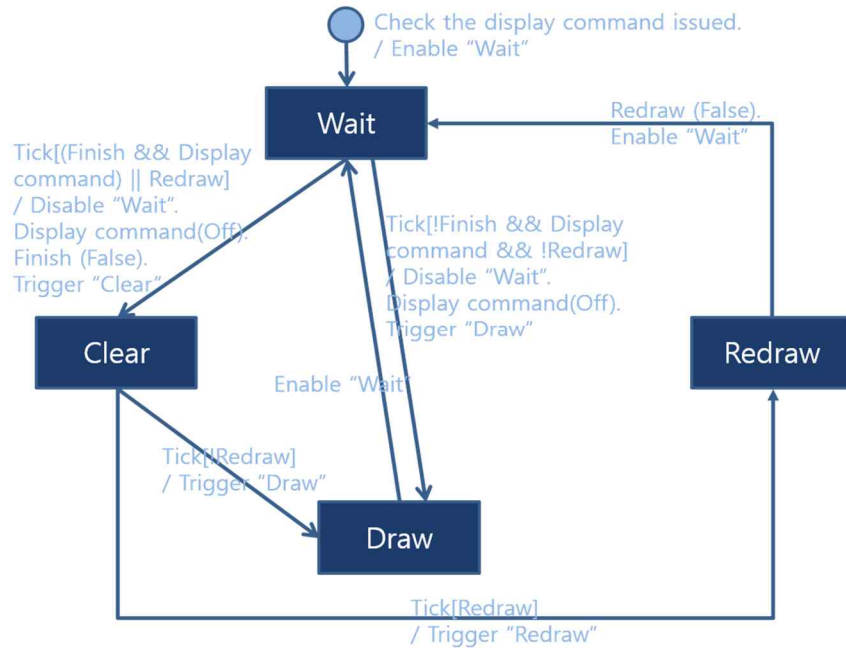 Check the display command issued.
/ Enable “Wait”
Wait
Redraw (False).
Enable “Wait”
Tick[(Finish && Display
command) || Redraw]
/ Disable “Wait”.
Display command(Off).
Finish (False).
Trigger “Clear”
Tick[!Finish && Display
command && !Redraw]
/ Disable “Wait”.
Display command(Off).
Trigger “Draw”
Clear
Redraw
Enable “Wait”
Tick[!Redraw]
/ Trigger “Draw”
Draw
Tick[Redraw]
/ Trigger “Redraw”